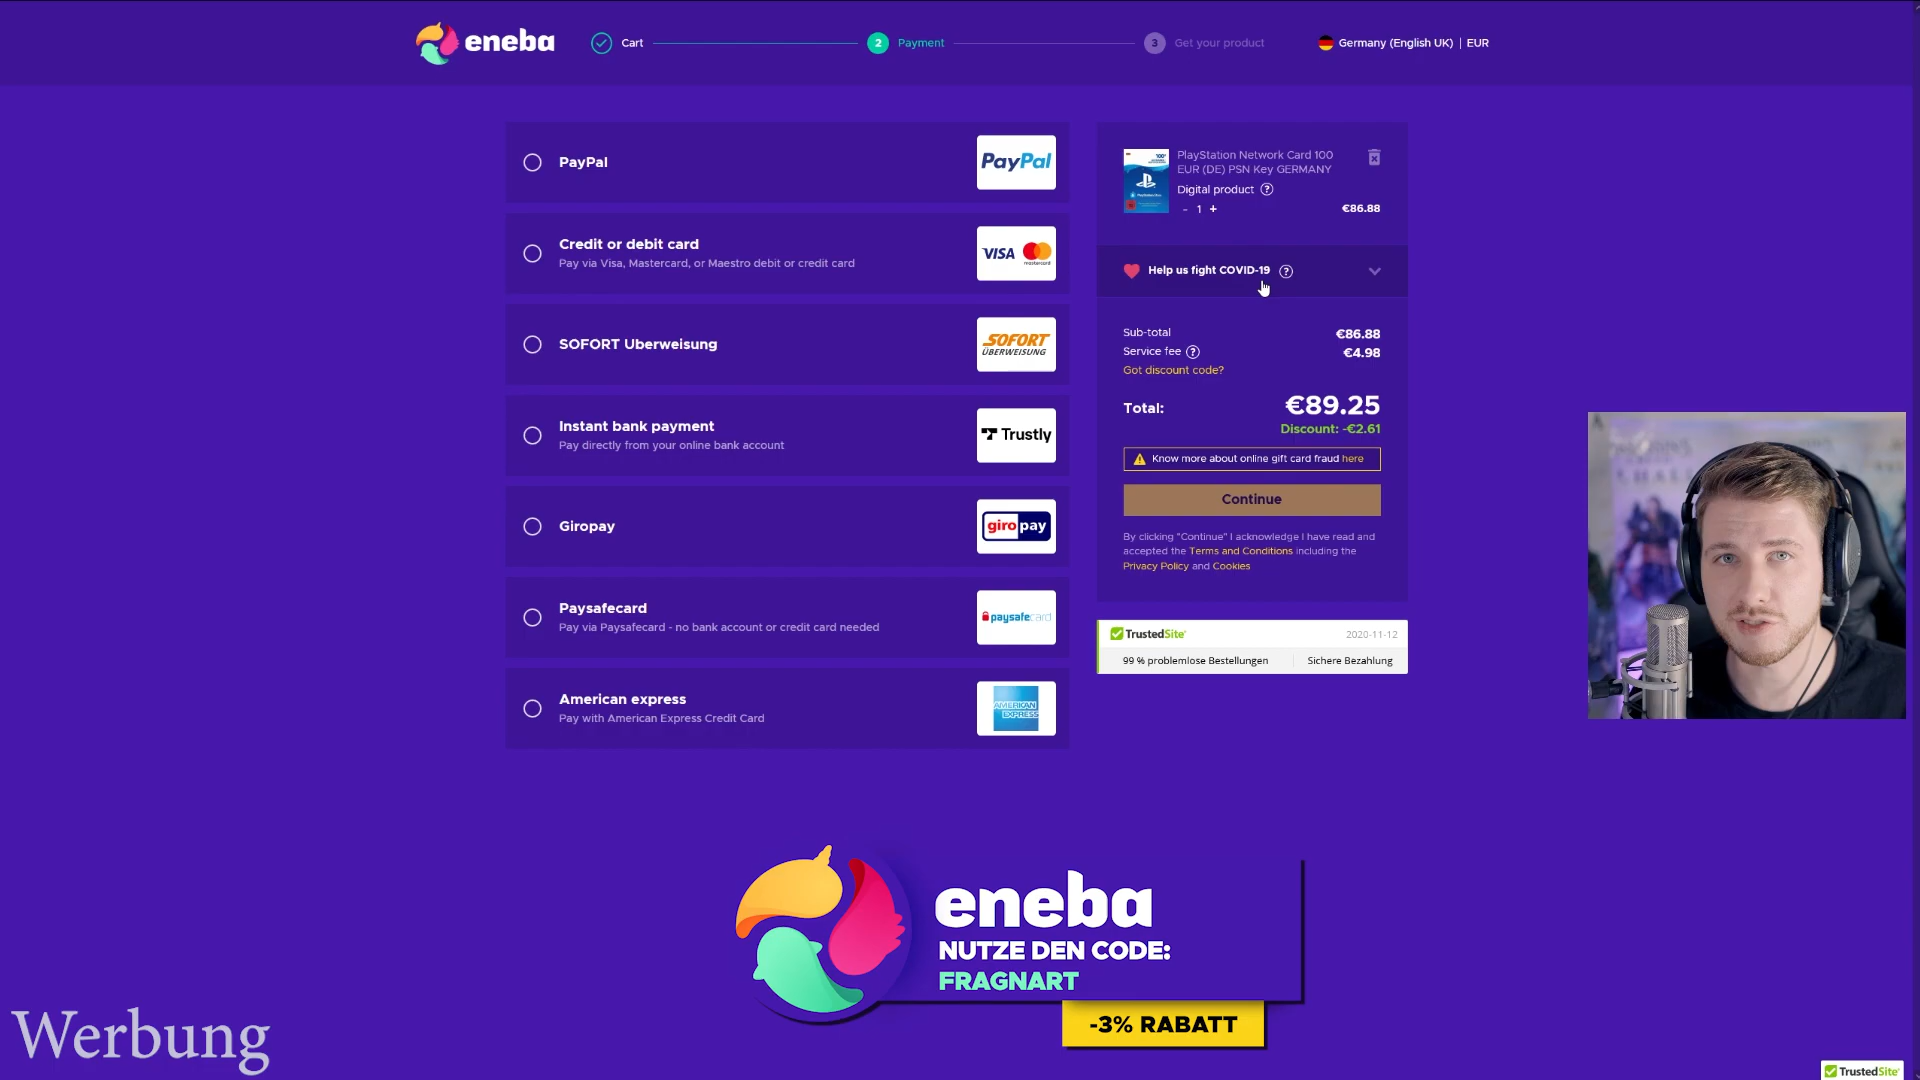 eneba
Cart
2
Payment
3
Get your product
Germany (English UK) | EUR
PayPal
PayPal
Credit or debit card
Pay via Visa, Mastercard, or Maestro debit or credit card
VISA
mastercard
SOFORT Uberweisung
SOFORT
ÜBERWEISUNG
Instant bank payment
Pay directly from your online bank account
Trustly
Giropay
giropay
Paysafecard
Pay via Paysafecard - no bank account or credit card needed
paysafecard
American express
Pay with American Express Credit Card
AMERICAN
EXPRESS
PlayStation Network Card 100
EUR (DE) PSN Key GERMANY
Digital product ?
- 1 +
€86.88
Help us fight COVID-19 ?
Sub-total
€86.88
Service fee ?
€4.98
Got discount code?
Total:
€89.25
Discount: -€2.61
Know more about online gift card fraud here
Continue
By clicking "Continue" I acknowledge I have read and
accepted the Terms and Conditions including the
Privacy Policy and Cookies
TrustedSite
2020-11-12
99 % problemlose Bestellungen
Sichere Bezahlung
eneba
NUTZE DEN CODE:
FRAGNART
-3% RABATT
Werbung
TrustedSite